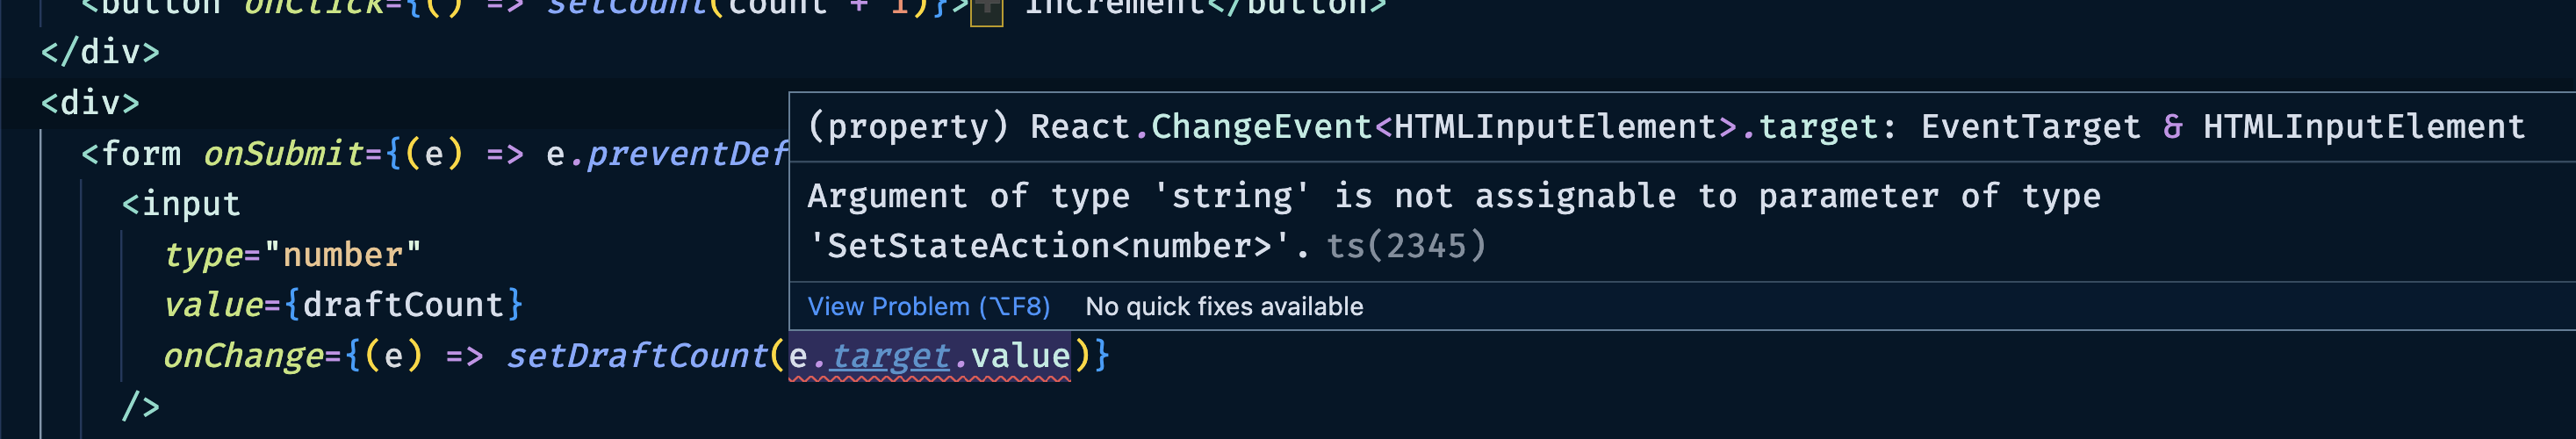 <button onClick={() => setCount(count + 1)}>➕ Increment</button>
</div>
<div>
(property) React.ChangeEvent<HTMLInputElement>.target: EventTarget & HTMLInputElement
<form onSubmit={(e) => e.preventDef
Argument of type 'string' is not assignable to parameter of type
<input
'SetStateAction<number>'. ts(2345)
type="number"
value={draftCount}
View Problem (⌥F8) No quick fixes available
onChange={(e) => setDraftCount(e.target.value)}
/>